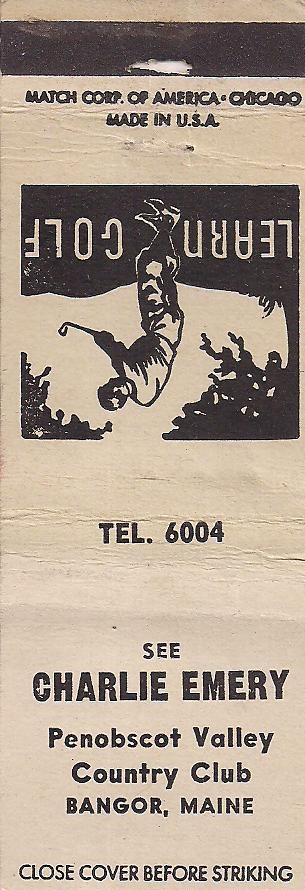 MATCH CORP. OF AMERICA · CHICAGO
MADE IN U.S.A.
LEARN GOLF
TEL. 6004
SEE
CHARLIE EMERY
Penobscot Valley
Country Club
BANGOR, MAINE
CLOSE COVER BEFORE STRIKING